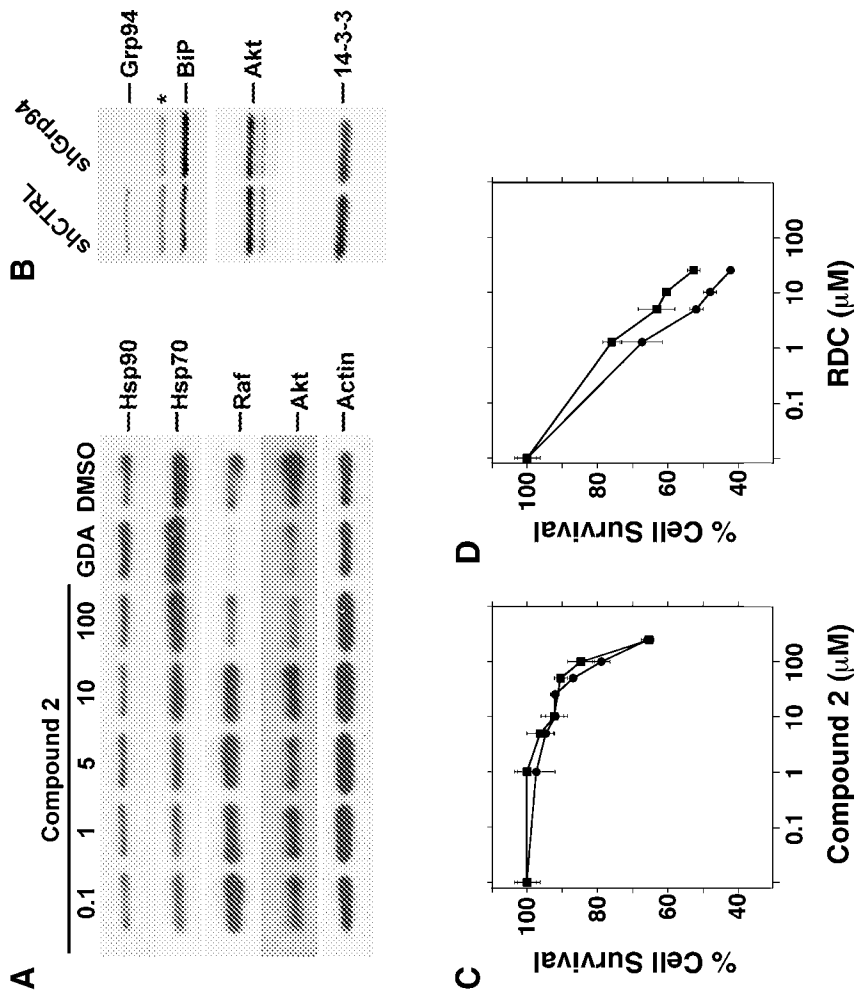 A
Compound 2
0.1 1 5 10 100 GDA DMSO
Hsp90
Hsp70
Raf
Akt
Actin
B
shCTRL shGrp94
Grp94
*
BiP
Akt
14-3-3
C
% Cell Survival
100
80
60
40
0.1 1 10 100
Compound 2 (μM)
D
% Cell Survival
100
80
60
40
0.1 1 10 100
RDC (μM)